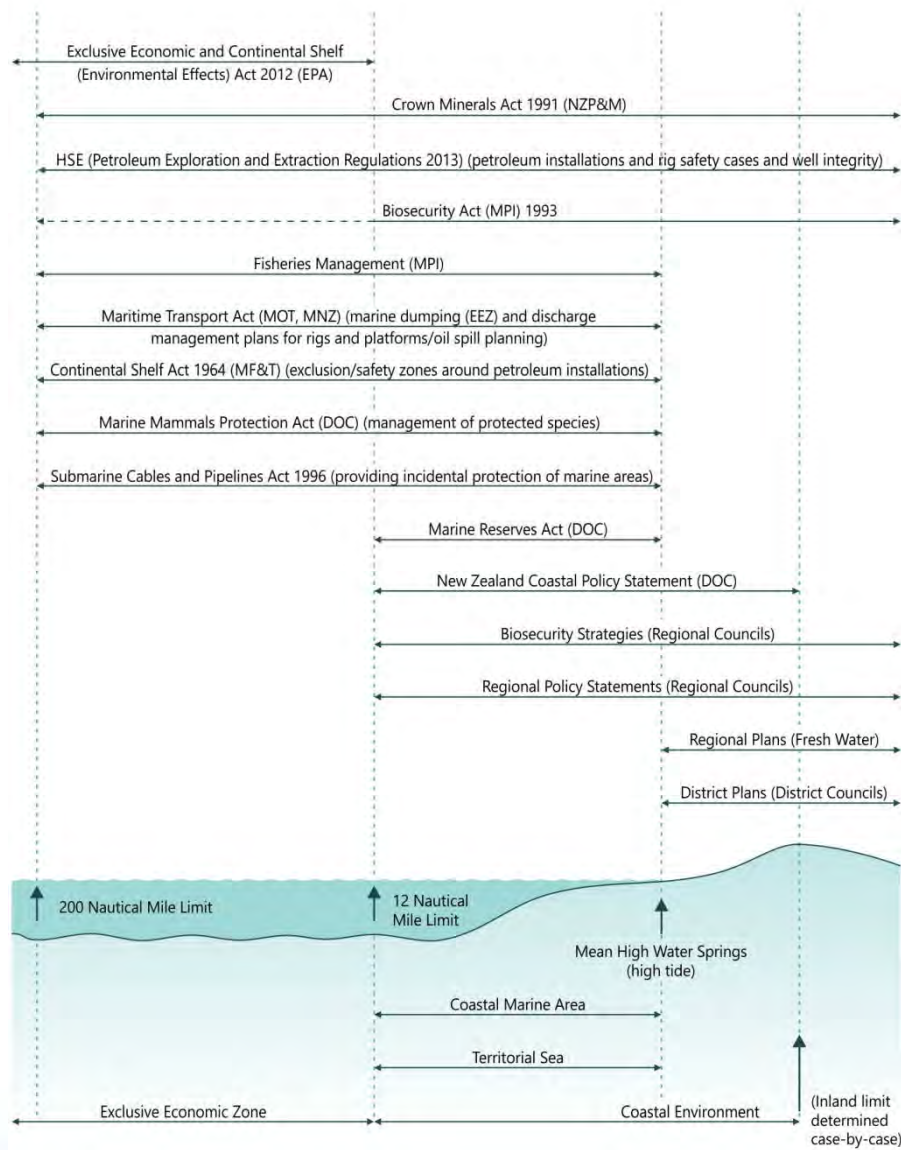 Exclusive Economic and Continental Shelf
(Environmental Effects) Act 2012 (EPA)
Crown Minerals Act 1991 (NZP&M)
HSE (Petroleum Exploration and Extraction Regulations 2013) (petroleum installations and rig safety cases and well integrity)
Biosecurity Act (MPI) 1993
Fisheries Management (MPI)
Maritime Transport Act (MOT, MNZ) (marine dumping (EEZ) and discharge
management plans for rigs and platforms/oil spill planning)
Continental Shelf Act 1964 (MF&T) (exclusion/safety zones around petroleum installations)
Marine Mammals Protection Act (DOC) (management of protected species)
Submarine Cables and Pipelines Act 1996 (providing incidental protection of marine areas)
Marine Reserves Act (DOC)
New Zealand Coastal Policy Statement (DOC)
Biosecurity Strategies (Regional Councils)
Regional Policy Statements (Regional Councils)
Regional Plans (Fresh Water)
District Plans (District Councils)
200 Nautical Mile Limit
12 Nautical
Mile Limit
Mean High Water Springs
(high tide)
Coastal Marine Area
Territorial Sea
Exclusive Economic Zone
Coastal Environment
(Inland limit
determined
case-by-case)